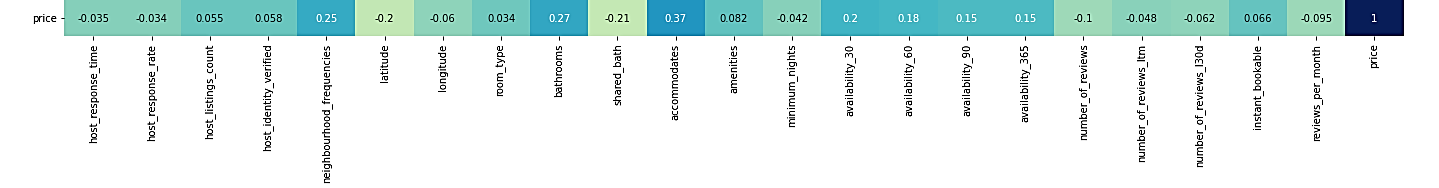 price -0.035 -0.034 0.055 0.058 0.25 -0.2 -0.06 0.034 0.27 -0.21 0.37 0.082 -0.042 0.2 0.18 0.15 0.15 -0.1 -0.048 -0.062 0.066 -0.095 1
host_response_time
host_response_rate
host_listings_count
host_identity_verified
neighbourhood_frequencies
latitude
longitude
room_type
bathrooms
shared_bath
accommodates
amenities
minimum_nights
availability_30
availability_60
availability_90
availability_365
number_of_reviews
number_of_reviews_ltm
number_of_reviews_l30d
instant_bookable
reviews_per_month
price